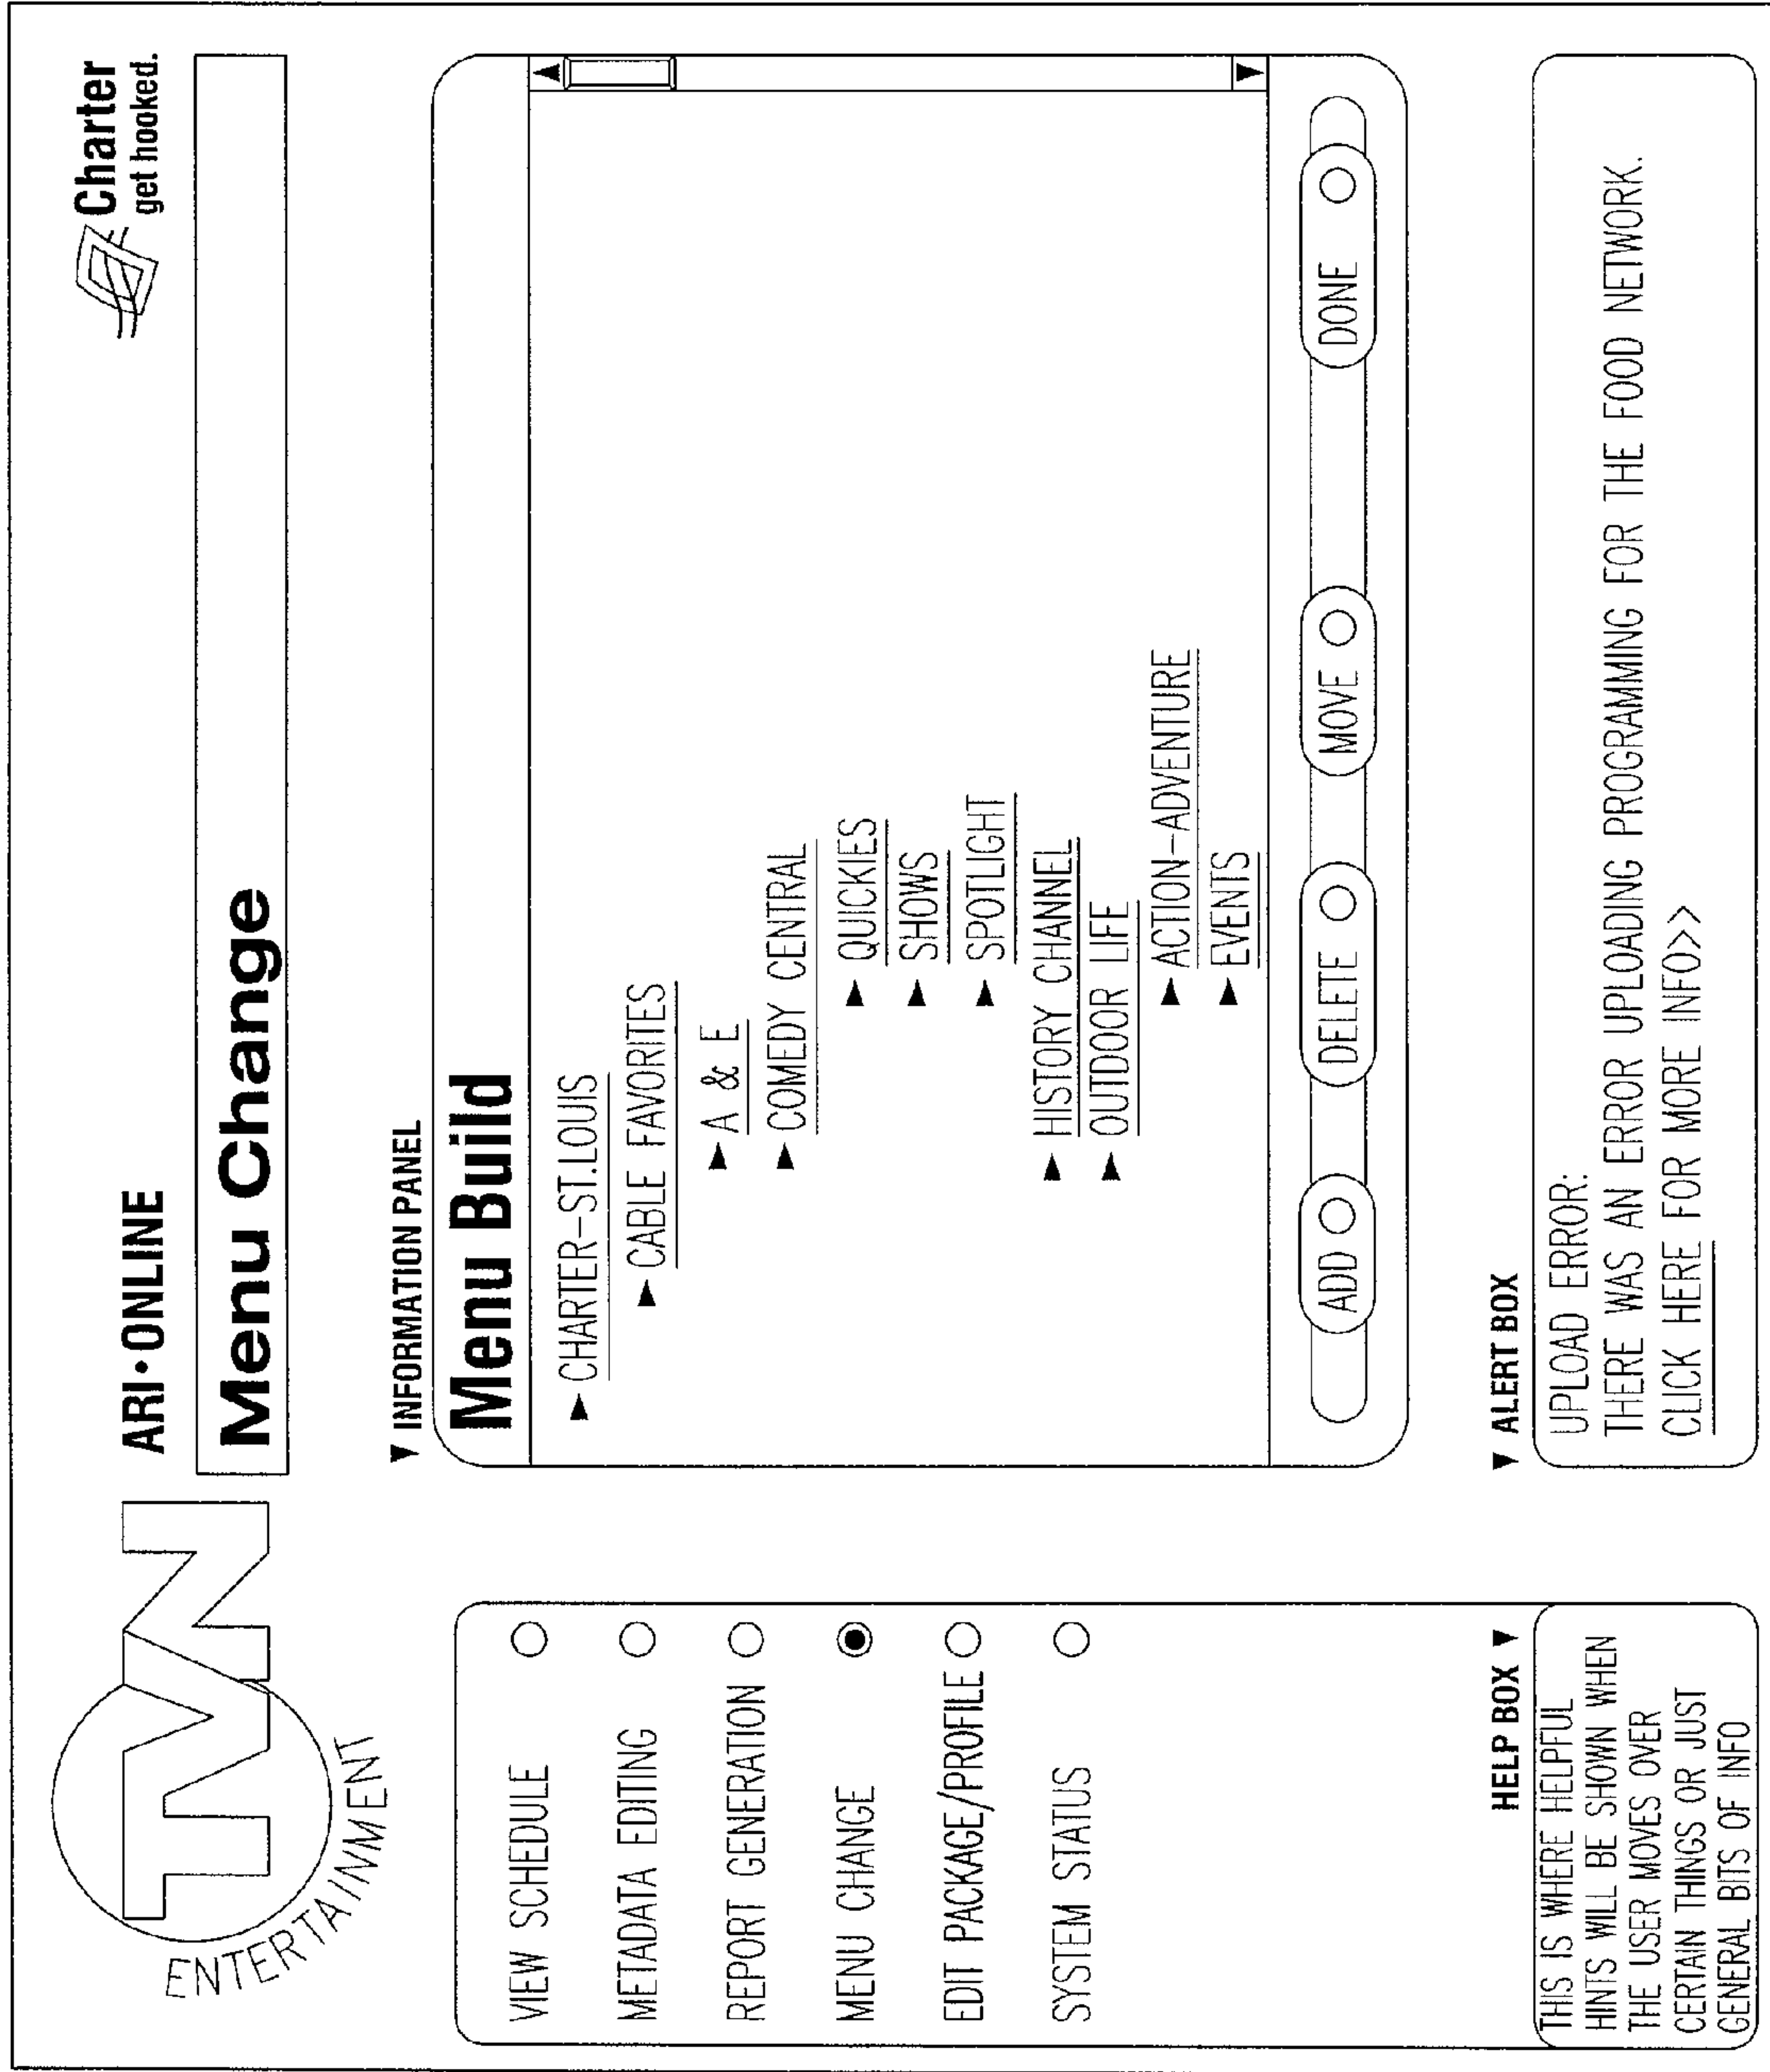 TVN
ENTERTAINMENT
ARI•ONLINE
Charter
get hooked.
Menu Change
VIEW SCHEDULE
METADATA EDITING
REPORT GENERATION
MENU CHANGE
EDIT PACKAGE/PROFILE
SYSTEM STATUS
HELP BOX ▼
THIS IS WHERE HELPFUL
HINTS WILL BE SHOWN WHEN
THE USER MOVES OVER
CERTAIN THINGS OR JUST
GENERAL BITS OF INFO
▼ INFORMATION PANEL
Menu Build
► CHARTER-ST.LOUIS
► CABLE FAVORITES
► A & E
► COMEDY CENTRAL
► QUICKIES
► SHOWS
► SPOTLIGHT
► HISTORY CHANNEL
► OUTDOOR LIFE
► ACTION-ADVENTURE
► EVENTS
ADD DELETE MOVE DONE
▼ ALERT BOX
UPLOAD ERROR:
THERE WAS AN ERROR UPLOADING PROGRAMMING FOR THE FOOD NETWORK.
CLICK HERE FOR MORE INFO>>